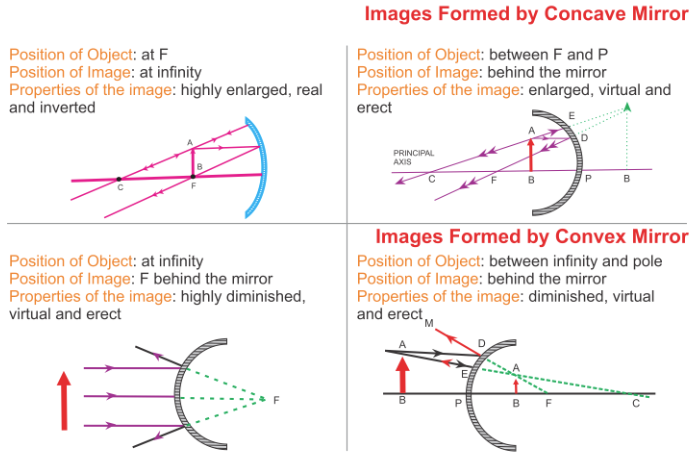 Images Formed by Concave Mirror
Position of Object: at F
Position of Image: at infinity
Properties of the image: highly enlarged, real
and inverted
A
B
C
F
Position of Object: between F and P
Position of Image: behind the mirror
Properties of the image: enlarged, virtual and
erect
E
A
D
PRINCIPAL
AXIS
C
F
B
P
B
Images Formed by Convex Mirror
Position of Object: at infinity
Position of Image: F behind the mirror
Properties of the image: highly diminished,
virtual and erect
F
Position of Object: between infinity and pole
Position of Image: behind the mirror
Properties of the image: diminished, virtual
and erect
M
A
D
E
A
B
P
B
F
C